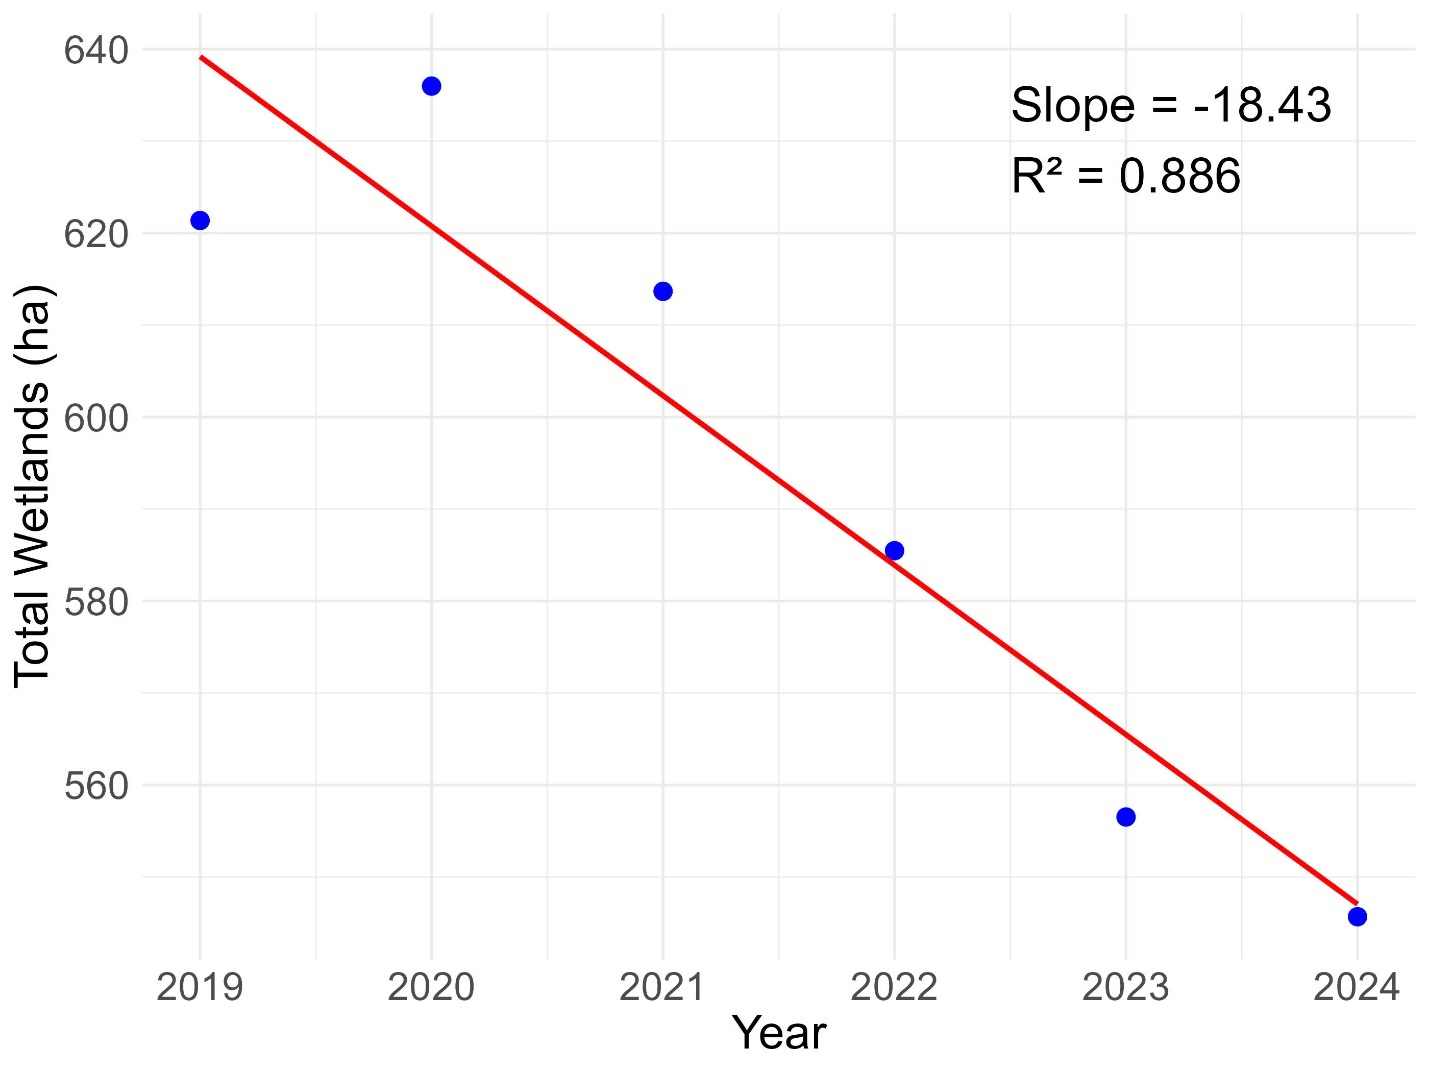 640
Slope = -18.43
R² = 0.886
620
600
580
560
Total Wetlands (ha)
2019 2020 2021 2022 2023 2024
Year